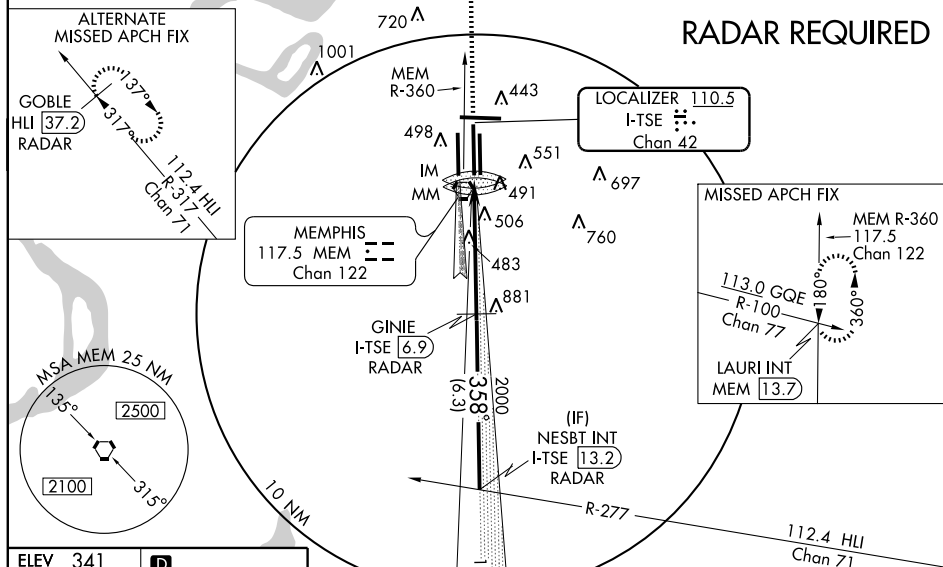 ALTERNATE
MISSED APCH FIX
GOBLE
HLI 37.2
RADAR
137°
317°
112.4 HLI
R-317
Chan 71
720
1001
MEM
R-360
443
RADAR REQUIRED
LOCALIZER 110.5
I-TSE
Chan 42
498
551
697
IM
MM
491
506
760
483
MEMPHIS
117.5 MEM
Chan 122
881
GINIE
I-TSE 6.9
RADAR
2000
358°
(6.3)
(IF)
NESBT INT
I-TSE 13.2
RADAR
R-277
112.4 HLI
Chan 71
10 NM
MISSED APCH FIX
MEM R-360
117.5
Chan 122
113.0 GQE
R-100
Chan 77
180°
360°
LAURI INT
MEM 13.7
MSA MEM 25 NM
135°
2500
2100
315°
ELEV 341
D
1